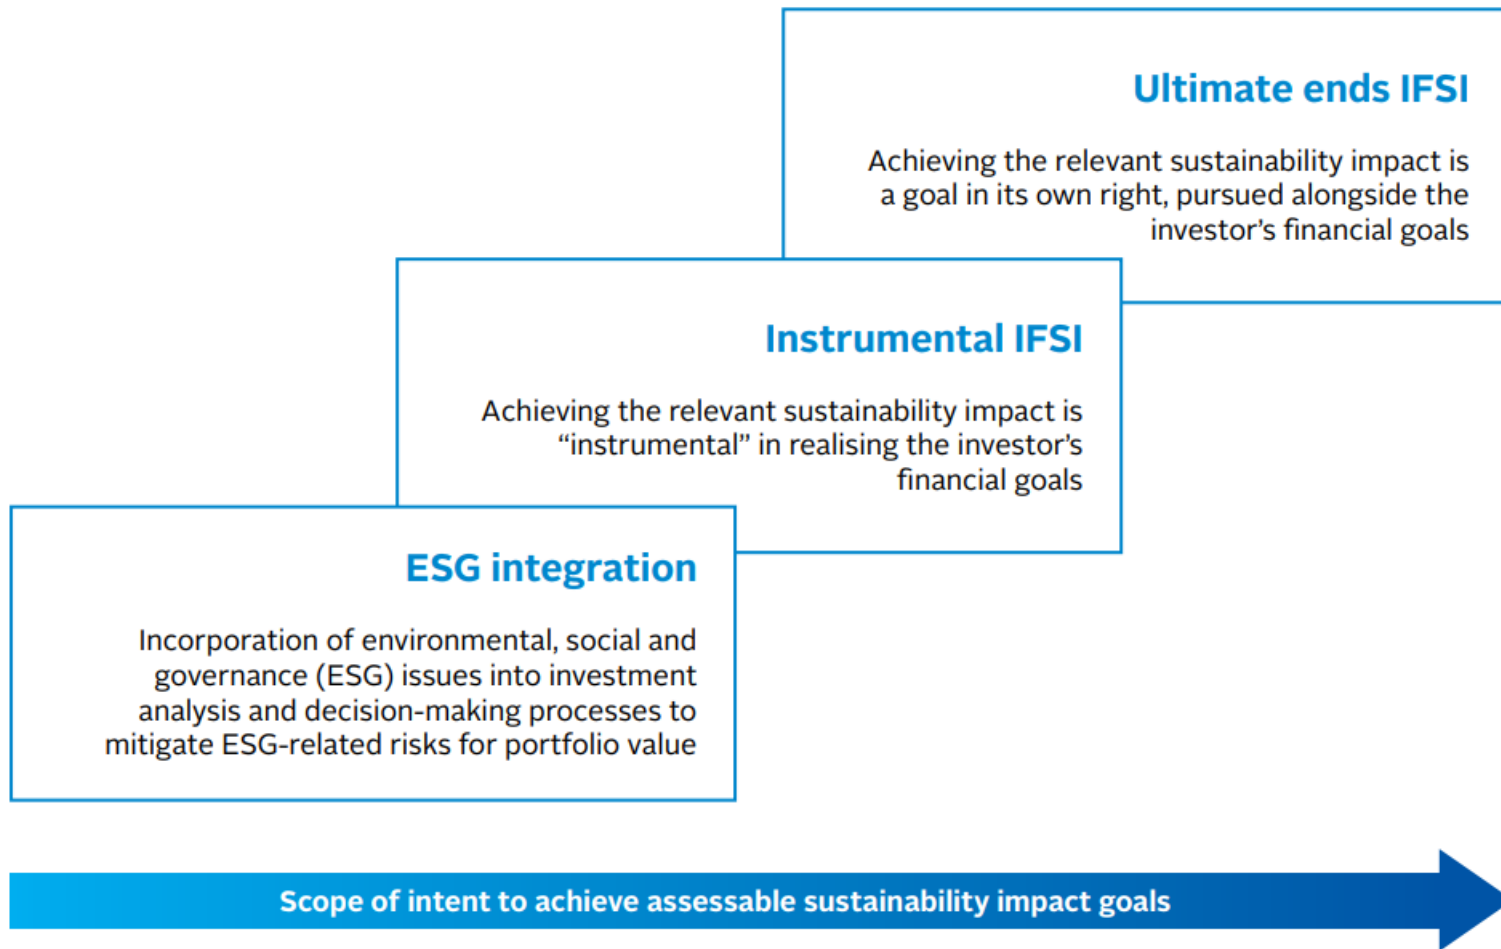 Ultimate ends IFSI
Achieving the relevant sustainability impact is
a goal in its own right, pursued alongside the
investor’s financial goals
Instrumental IFSI
Achieving the relevant sustainability impact is
“instrumental” in realising the investor’s
financial goals
ESG integration
Incorporation of environmental, social and
governance (ESG) issues into investment
analysis and decision-making processes to
mitigate ESG-related risks for portfolio value
Scope of intent to achieve assessable sustainability impact goals